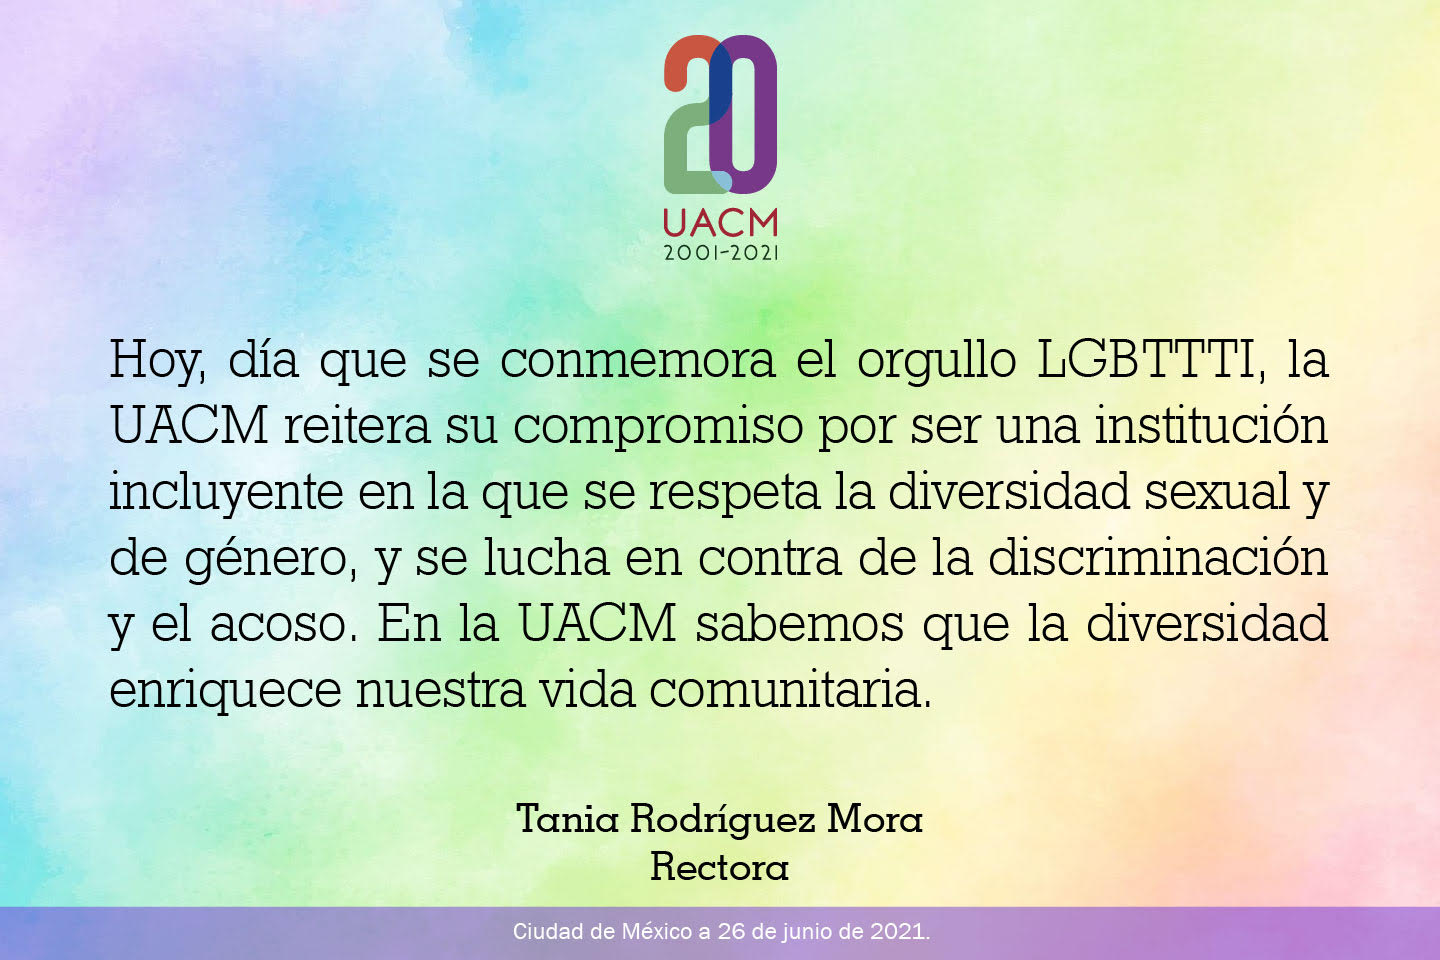 20
UACM
2001-2021
Hoy, día que se conmemora el orgullo LGBTTTI, la
UACM reitera su compromiso por ser una institución
incluyente en la que se respeta la diversidad sexual y
de género, y se lucha en contra de la discriminación
y el acoso. En la UACM sabemos que la diversidad
enriquece nuestra vida comunitaria.
Tania Rodríguez Mora
Rectora
Ciudad de México a 26 de junio de 2021.